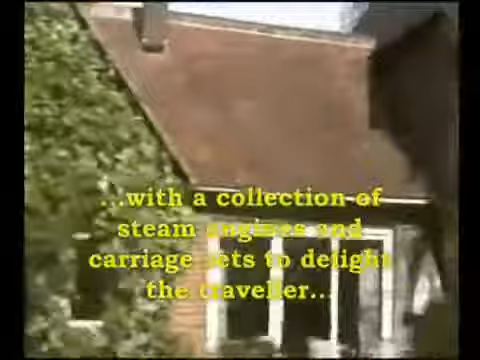 ...with a collection of
steam engines and
carriage sets to delight
the traveller...